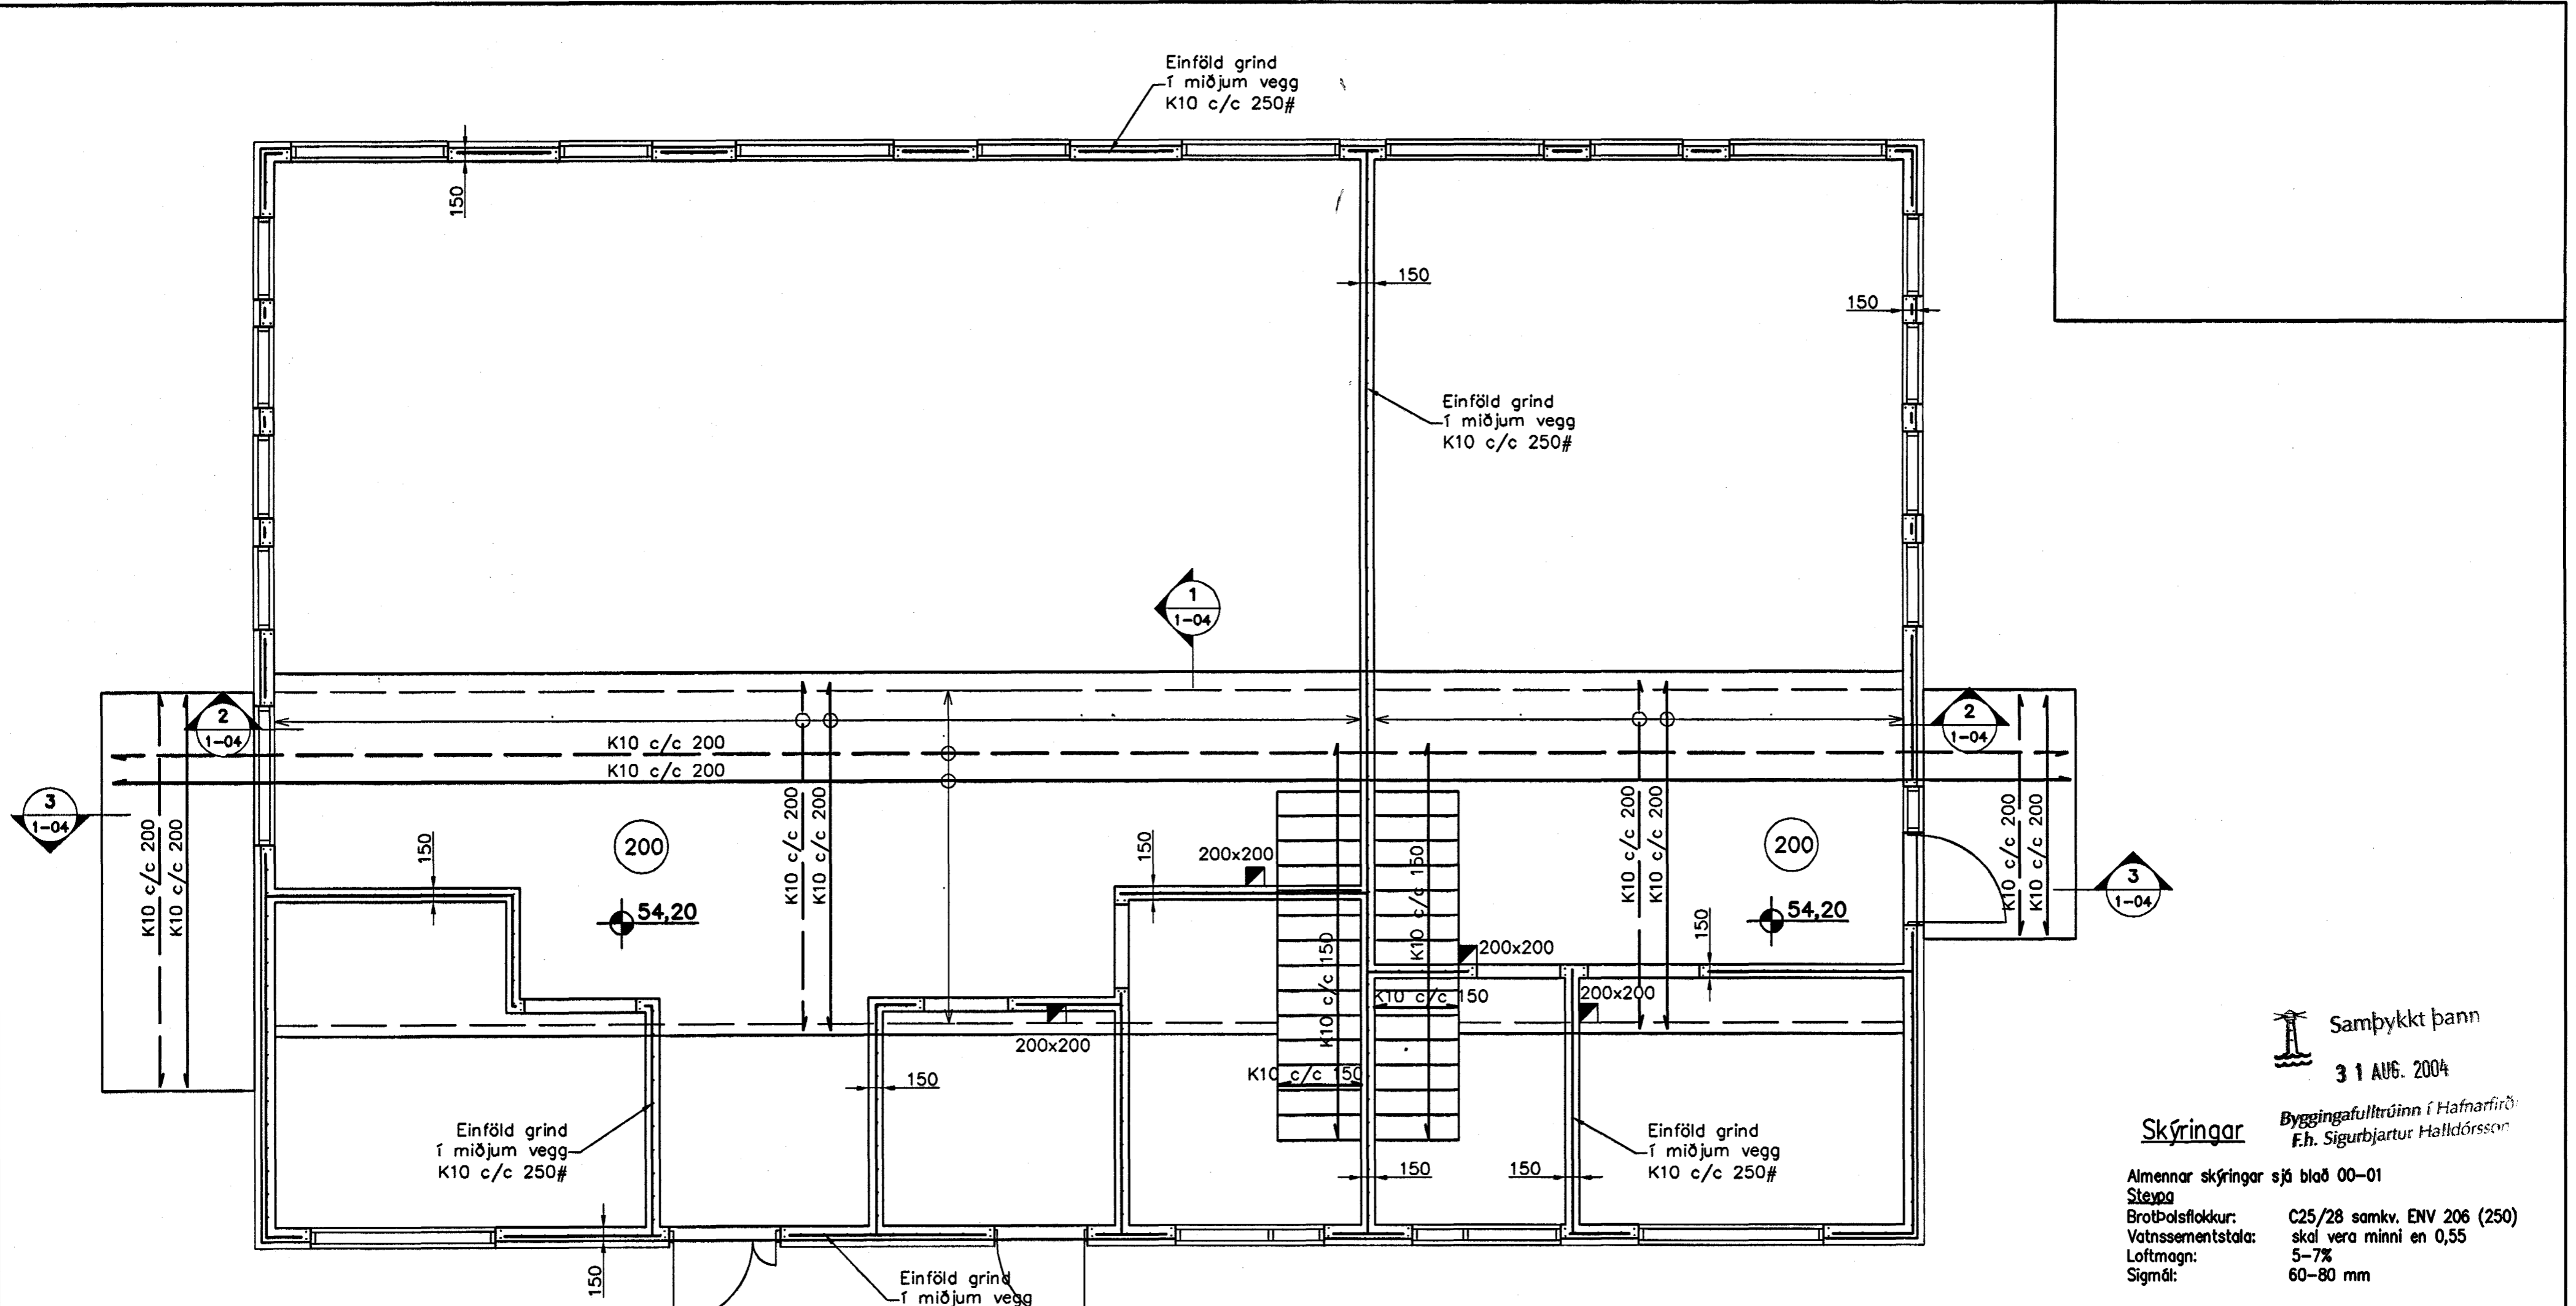 Einföld grind
í miðjum vegg
K10 c/c 250#
150
150
150
Einföld grind
í miðjum vegg
K10 c/c 250#
1
1-04
2
1-04
2
1-04
K10 c/c 200
K10 c/c 200
3
1-04
K10 c/c 200
K10 c/c 200
150
200
54,20
K10 c/c 200
K10 c/c 200
150
200x200
K10 c/c 150
K10 c/c 150
200x200
K10 c/c 150
K10 c/c 150
K10 c/c 200
K10 c/c 200
200
54,20
150
200x200
200x200
K10 c/c 200
K10 c/c 200
3
1-04
150
Einföld grind
í miðjum vegg
K10 c/c 250#
150
150
150
Einföld grind
í miðjum vegg
K10 c/c 250#
Einföld grind
í miðjum vegg
Samþykkt þann
31 AUG. 2004
Byggingafulltrúinn í Hafnarfirð
F.h. Sigurbjartur Halldórsson
Skýringar
Almennar skýringar sjá blað 00-01
Steypa
Brotþolsflokkur: C25/28 samkv. ENV 206 (250)
Vatnssementstala: skal vera minni en 0,55
Loftmagn: 5-7%
Sigmál: 60-80 mm